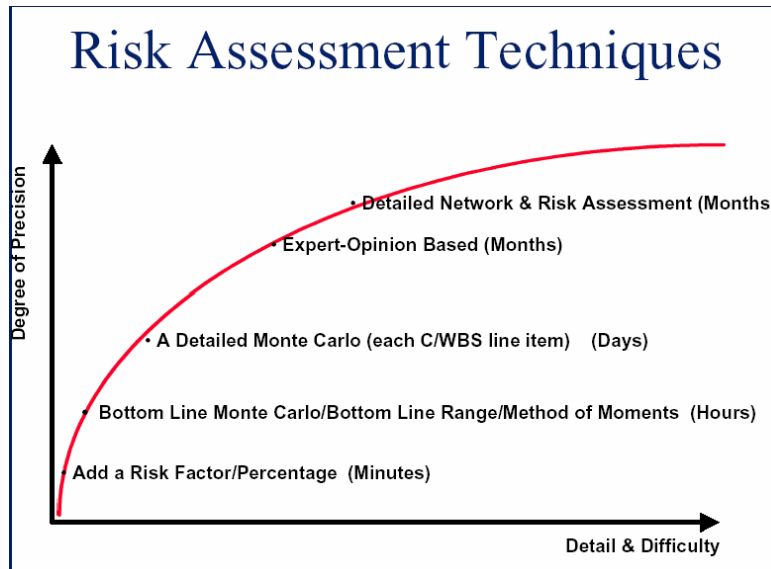 Risk Assessment Techniques
Degree of Precision
• Detailed Network & Risk Assessment (Months
• Expert-Opinion Based (Months)
• A Detailed Monte Carlo (each C/WBS line item) (Days)
• Bottom Line Monte Carlo/Bottom Line Range/Method of Moments (Hours)
• Add a Risk Factor/Percentage (Minutes)
Detail & Difficulty